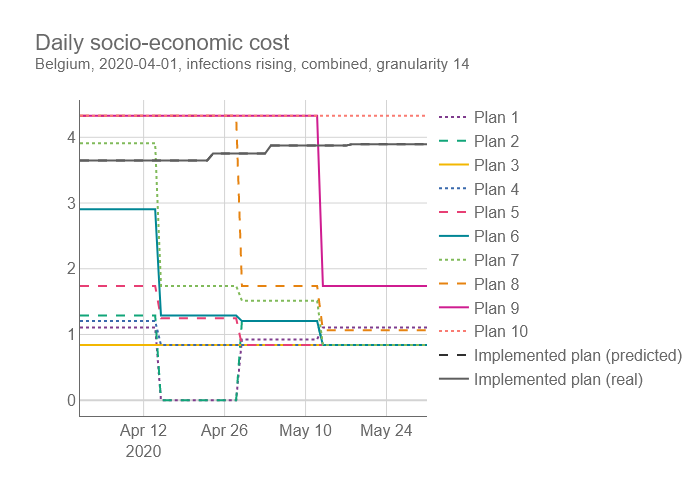 Daily socio-economic cost
Belgium, 2020-04-01, infections rising, combined, granularity 14
4
3
2
1
0
Apr 12
2020
Apr 26
May 10
May 24
Plan 1
Plan 2
Plan 3
Plan 4
Plan 5
Plan 6
Plan 7
Plan 8
Plan 9
Plan 10
Implemented plan (predicted)
Implemented plan (real)